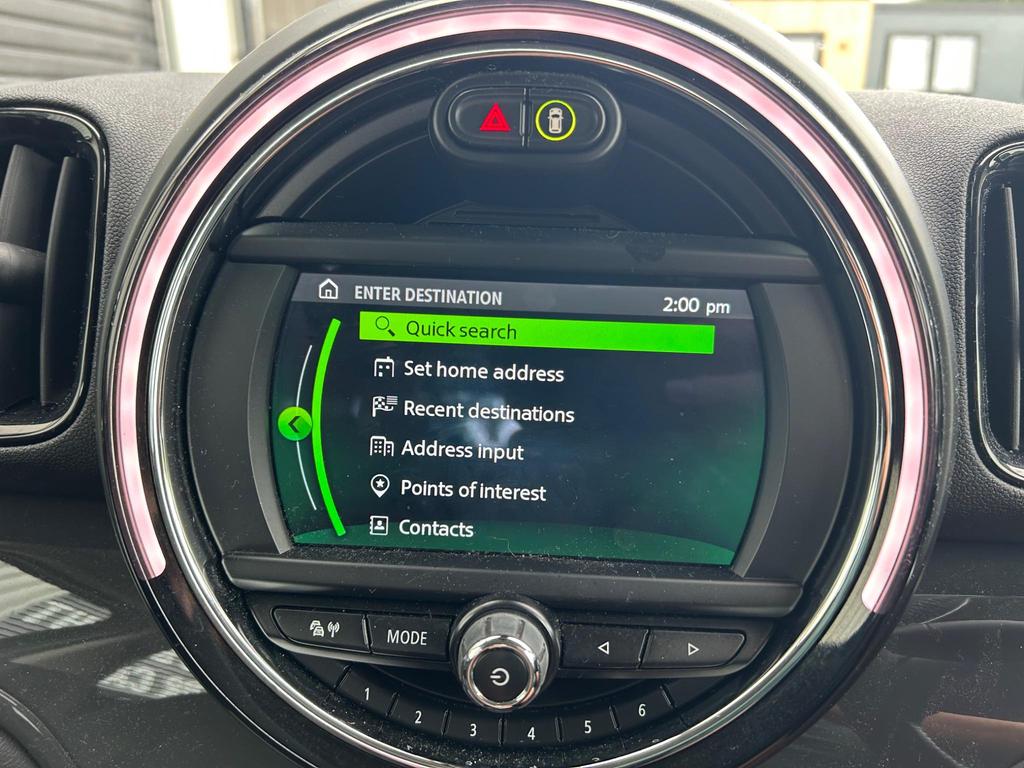 ENTER DESTINATION 2:00 pm
Quick search
Set home address
Recent destinations
Address input
Points of interest
Contacts
MODE
1 2 3 4 5 6